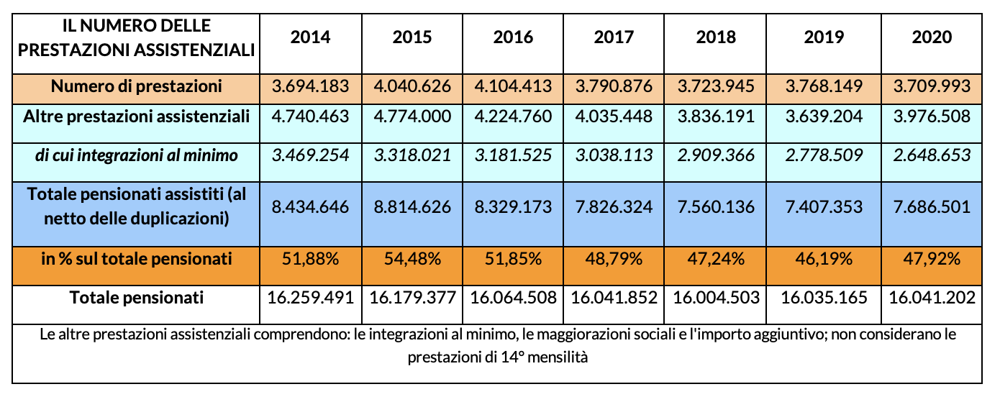 IL NUMERO DELLE
PRESTAZIONI ASSISTENZIALI 2014 2015 2016 2017 2018 2019 2020
Numero di prestazioni 3.694.183 4.040.626 4.104.413 3.790.876 3.723.945 3.768.149 3.709.993
Altre prestazioni assistenziali 4.740.463 4.774.000 4.224.760 4.035.448 3.836.191 3.639.204 3.976.508
di cui integrazioni al minimo 3.469.254 3.318.021 3.181.525 3.038.113 2.909.366 2.778.509 2.648.653
Totale pensionati assistiti (al
netto delle duplicazioni) 8.434.646 8.814.626 8.329.173 7.826.324 7.560.136 7.407.353 7.686.501
in % sul totale pensionati 51,88% 54,48% 51,85% 48,79% 47,24% 46,19% 47,92%
Totale pensionati 16.259.491 16.179.377 16.064.508 16.041.852 16.004.503 16.035.165 16.041.202
Le altre prestazioni assistenziali comprendono: le integrazioni al minimo, le maggiorazioni sociali e l'importo aggiuntivo; non considerano le
prestazioni di 14° mensilità